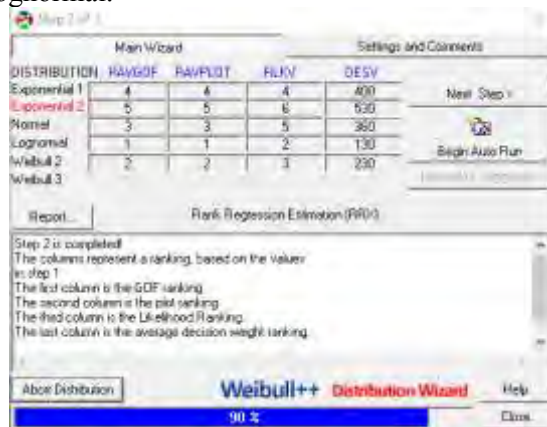 ognormal.
Step 2 of
Main Wizard Settings and Comments
DISTRIBUTION RAVGOF RAVPLOT RLKV DESV
Exponential 1 4 4 4 400 Next Step >
Exponential 2 5 5 6 530
Normal 3 3 5 360
Lognormal 1 1 2 130 Begin Auto Run
Weibull 2 2 2 3 230
Weibull 3
Report... Rank Regression Estimation (RRX)
Step 2 is completed!
The columns represent a ranking, based on the values
in step 1
The first column is the GOF ranking
The second column is the plot ranking
The third column is the Likelihood Ranking
The last column is the average decision weight ranking
Abort Distribution Weibull++ Distribution Wizard Help
90 % Close